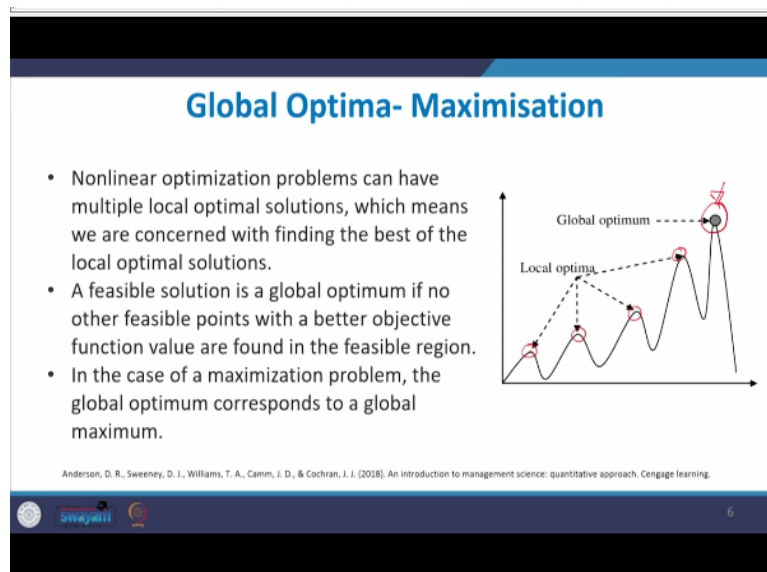 Global Optima- Maximisation
• Nonlinear optimization problems can have
multiple local optimal solutions, which means
we are concerned with finding the best of the
local optimal solutions.
• A feasible solution is a global optimum if no
other feasible points with a better objective
function value are found in the feasible region.
• In the case of a maximization problem, the
global optimum corresponds to a global
maximum.
Global optimum
Local optima
Anderson, D. R., Sweeney, D. J., Williams, T. A., Camm, J. D., & Cochran, J. J. (2018). An introduction to management science: quantitative approach. Cengage learning.
swayam
6